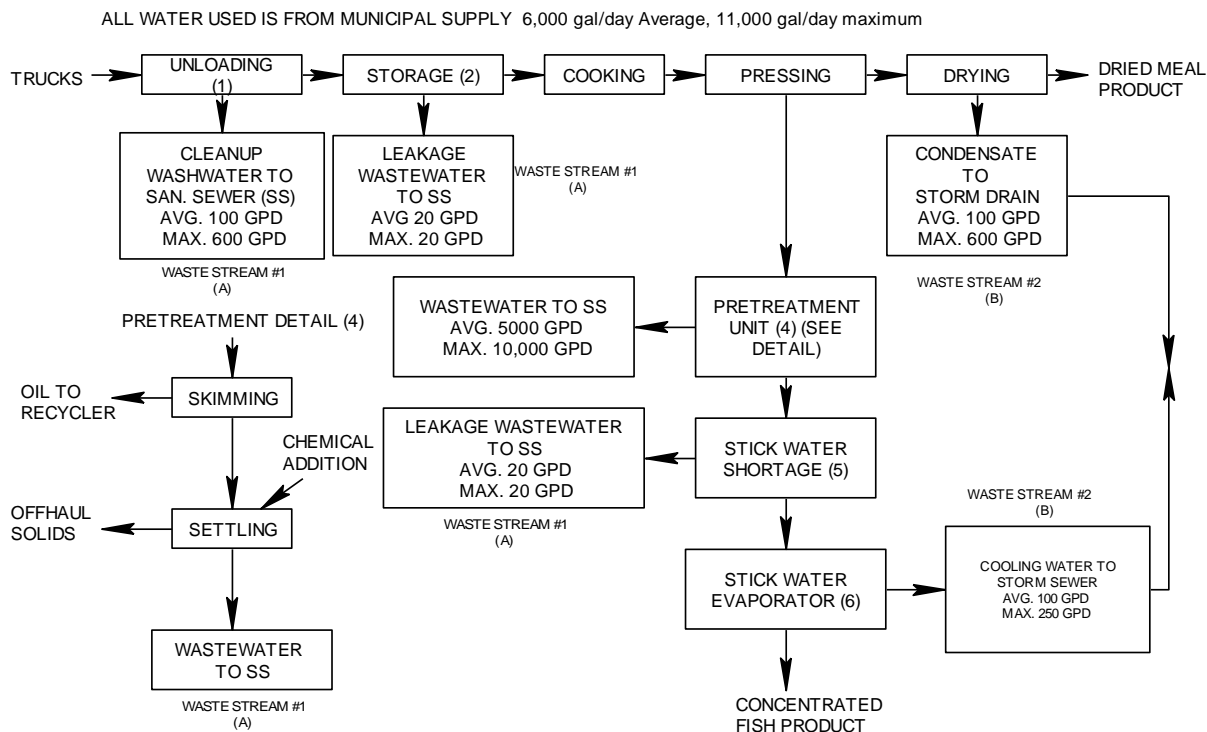 ALL WATER USED IS FROM MUNICIPAL SUPPLY 6,000 gal/day Average, 11,000 gal/day maximum
TRUCKS
UNLOADING
(1)
STORAGE (2)
COOKING
PRESSING
DRYING
DRIED MEAL
PRODUCT
CLEANUP
WASHWATER TO
SAN. SEWER (SS)
AVG. 100 GPD
MAX. 600 GPD
WASTE STREAM #1
(A)
LEAKAGE
WASTEWATER
TO SS
AVG 20 GPD
MAX. 20 GPD
WASTE STREAM #1
(A)
CONDENSATE
TO
STORM DRAIN
AVG. 100 GPD
MAX. 600 GPD
WASTE STREAM #2
(B)
WASTEWATER TO SS
AVG. 5000 GPD
MAX. 10,000 GPD
PRETREATMENT
UNIT (4) (SEE
DETAIL)
PRETREATMENT DETAIL (4)
OIL TO
RECYCLER
SKIMMING
CHEMICAL
ADDITION
OFFHAUL
SOLIDS
SETTLING
WASTEWATER
TO SS
WASTE STREAM #1
(A)
LEAKAGE WASTEWATER
TO SS
AVG. 20 GPD
MAX. 20 GPD
WASTE STREAM #1
(A)
STICK WATER
SHORTAGE (5)
STICK WATER
EVAPORATOR (6)
WASTE STREAM #2
(B)
COOLING WATER TO
STORM SEWER
AVG. 100 GPD
MAX. 250 GPD
CONCENTRATED
FISH PRODUCT